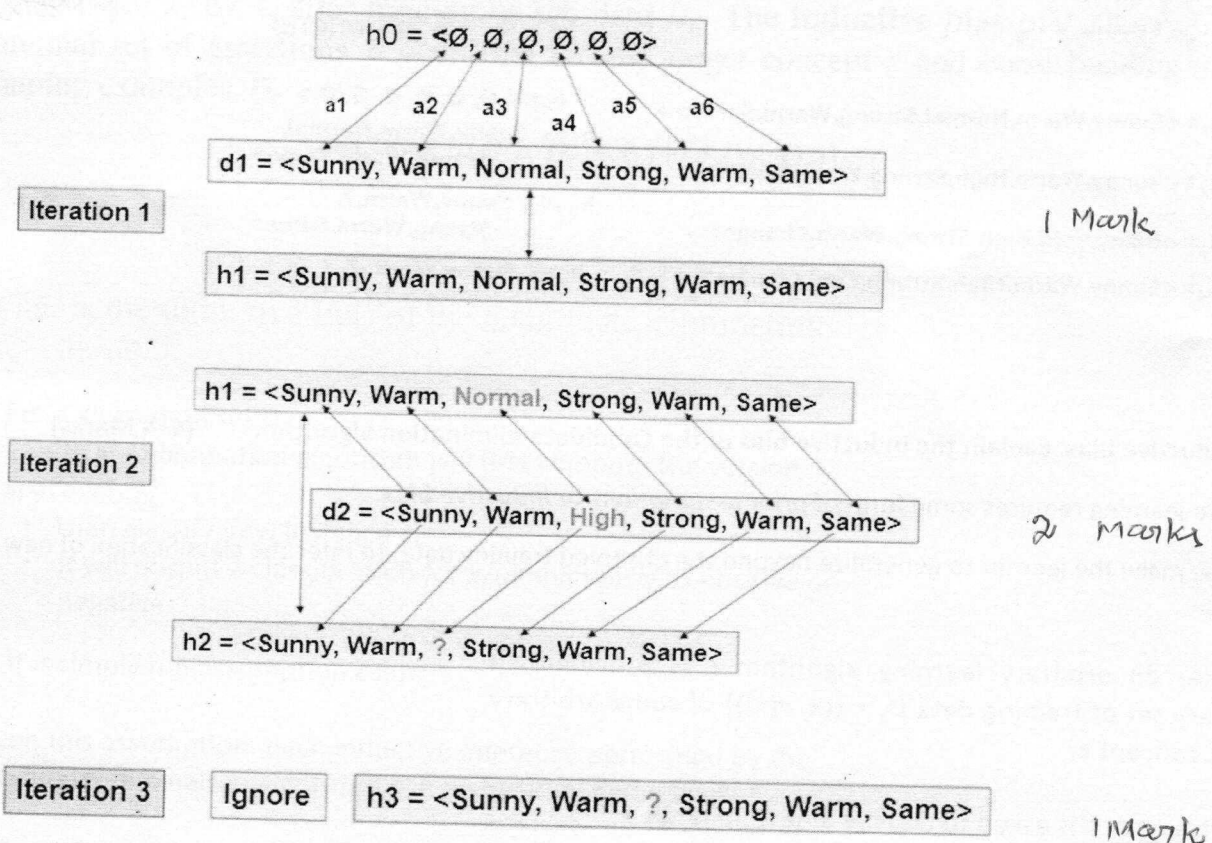 h0 = <Ø, Ø, Ø, Ø, Ø, Ø>
a1 a2 a3 a4 a5 a6
d1 = <Sunny, Warm, Normal, Strong, Warm, Same>
Iteration 1
1 Mark
h1 = <Sunny, Warm, Normal, Strong, Warm, Same>
h1 = <Sunny, Warm, Normal, Strong, Warm, Same>
Iteration 2
d2 = <Sunny, Warm, High, Strong, Warm, Same>
2 Marks
h2 = <Sunny, Warm, ?, Strong, Warm, Same>
Iteration 3 Ignore h3 = <Sunny, Warm, ?, Strong, Warm, Same>
1 Mark